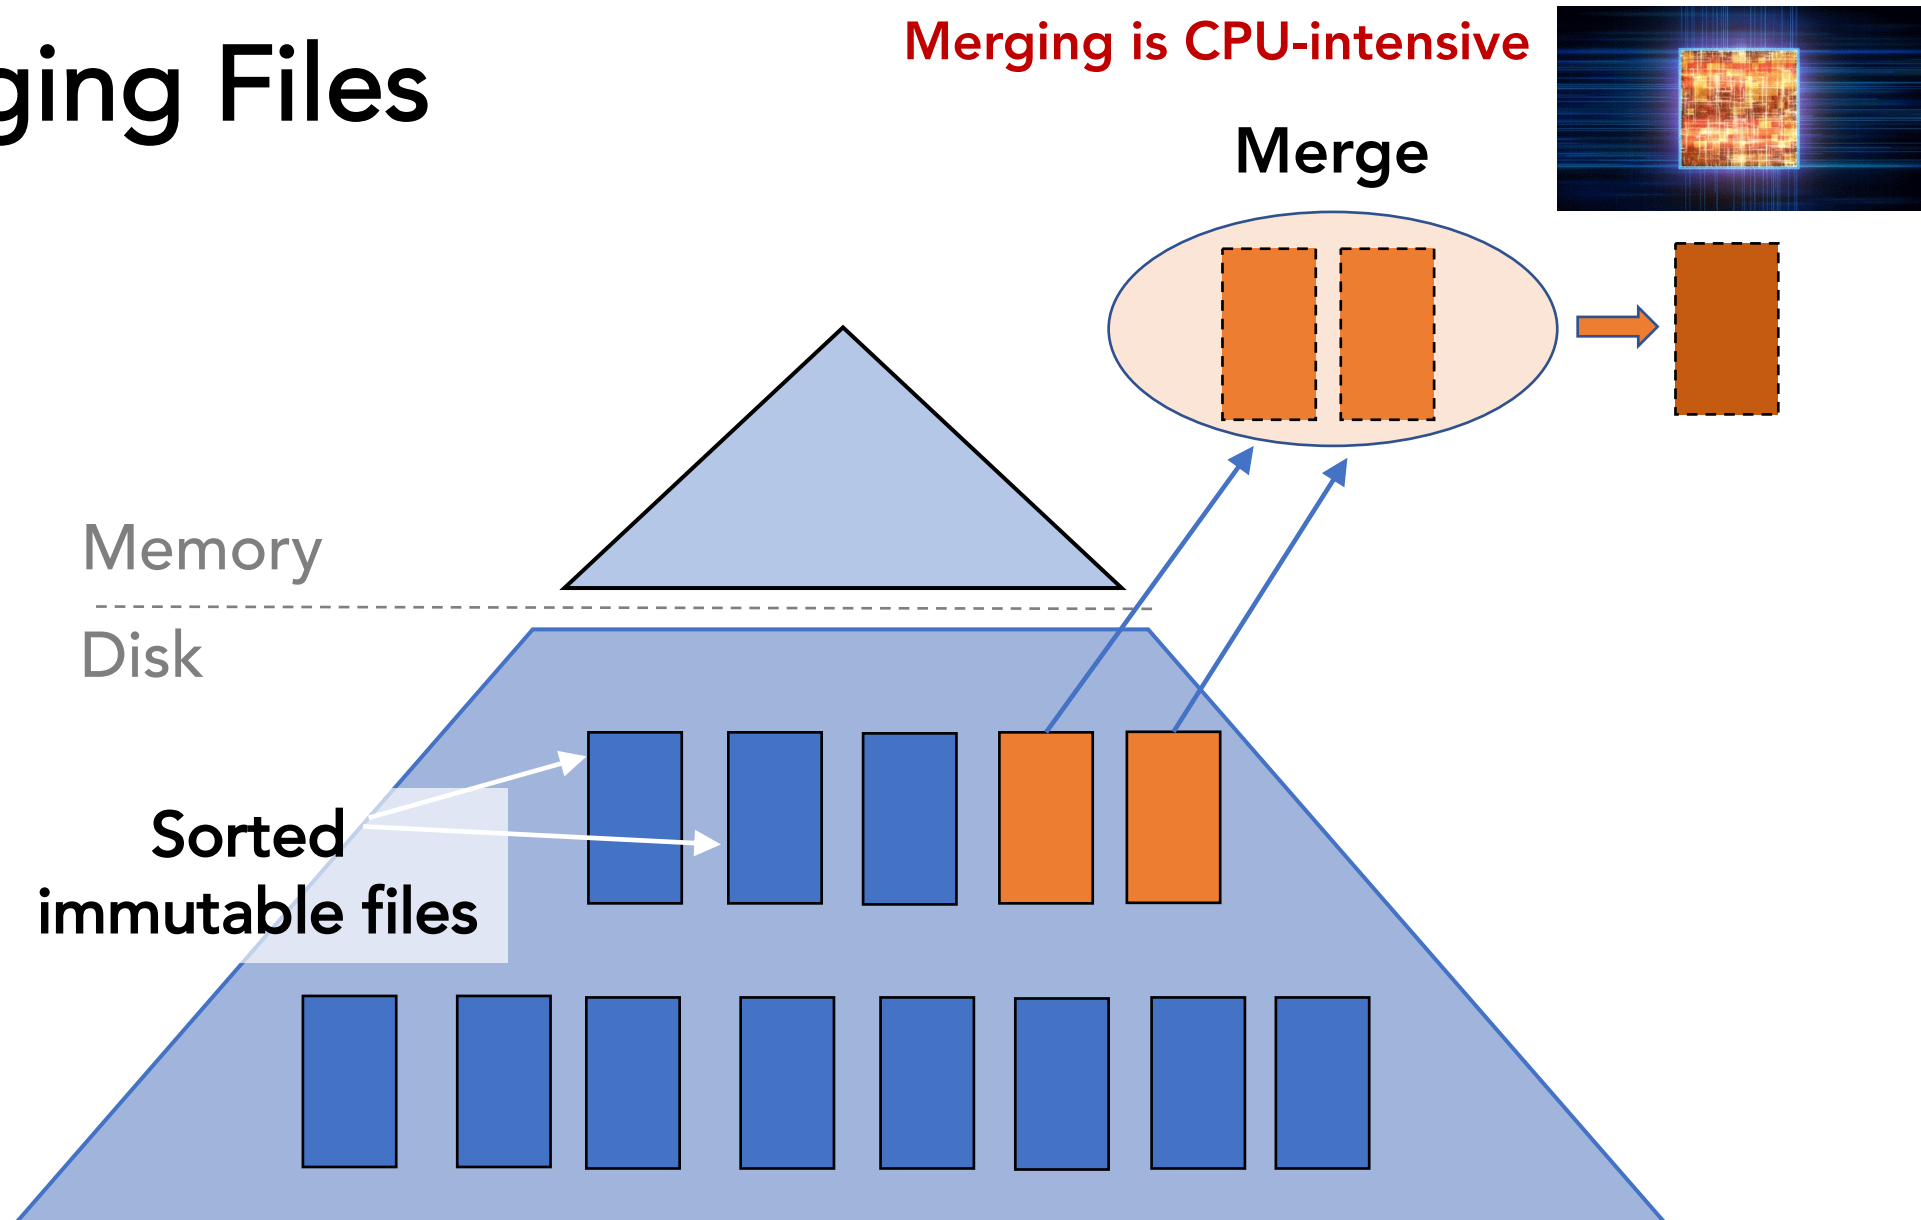 ging Files
Merging is CPU-intensive
Merge
Memory
Disk
Sorted
immutable files